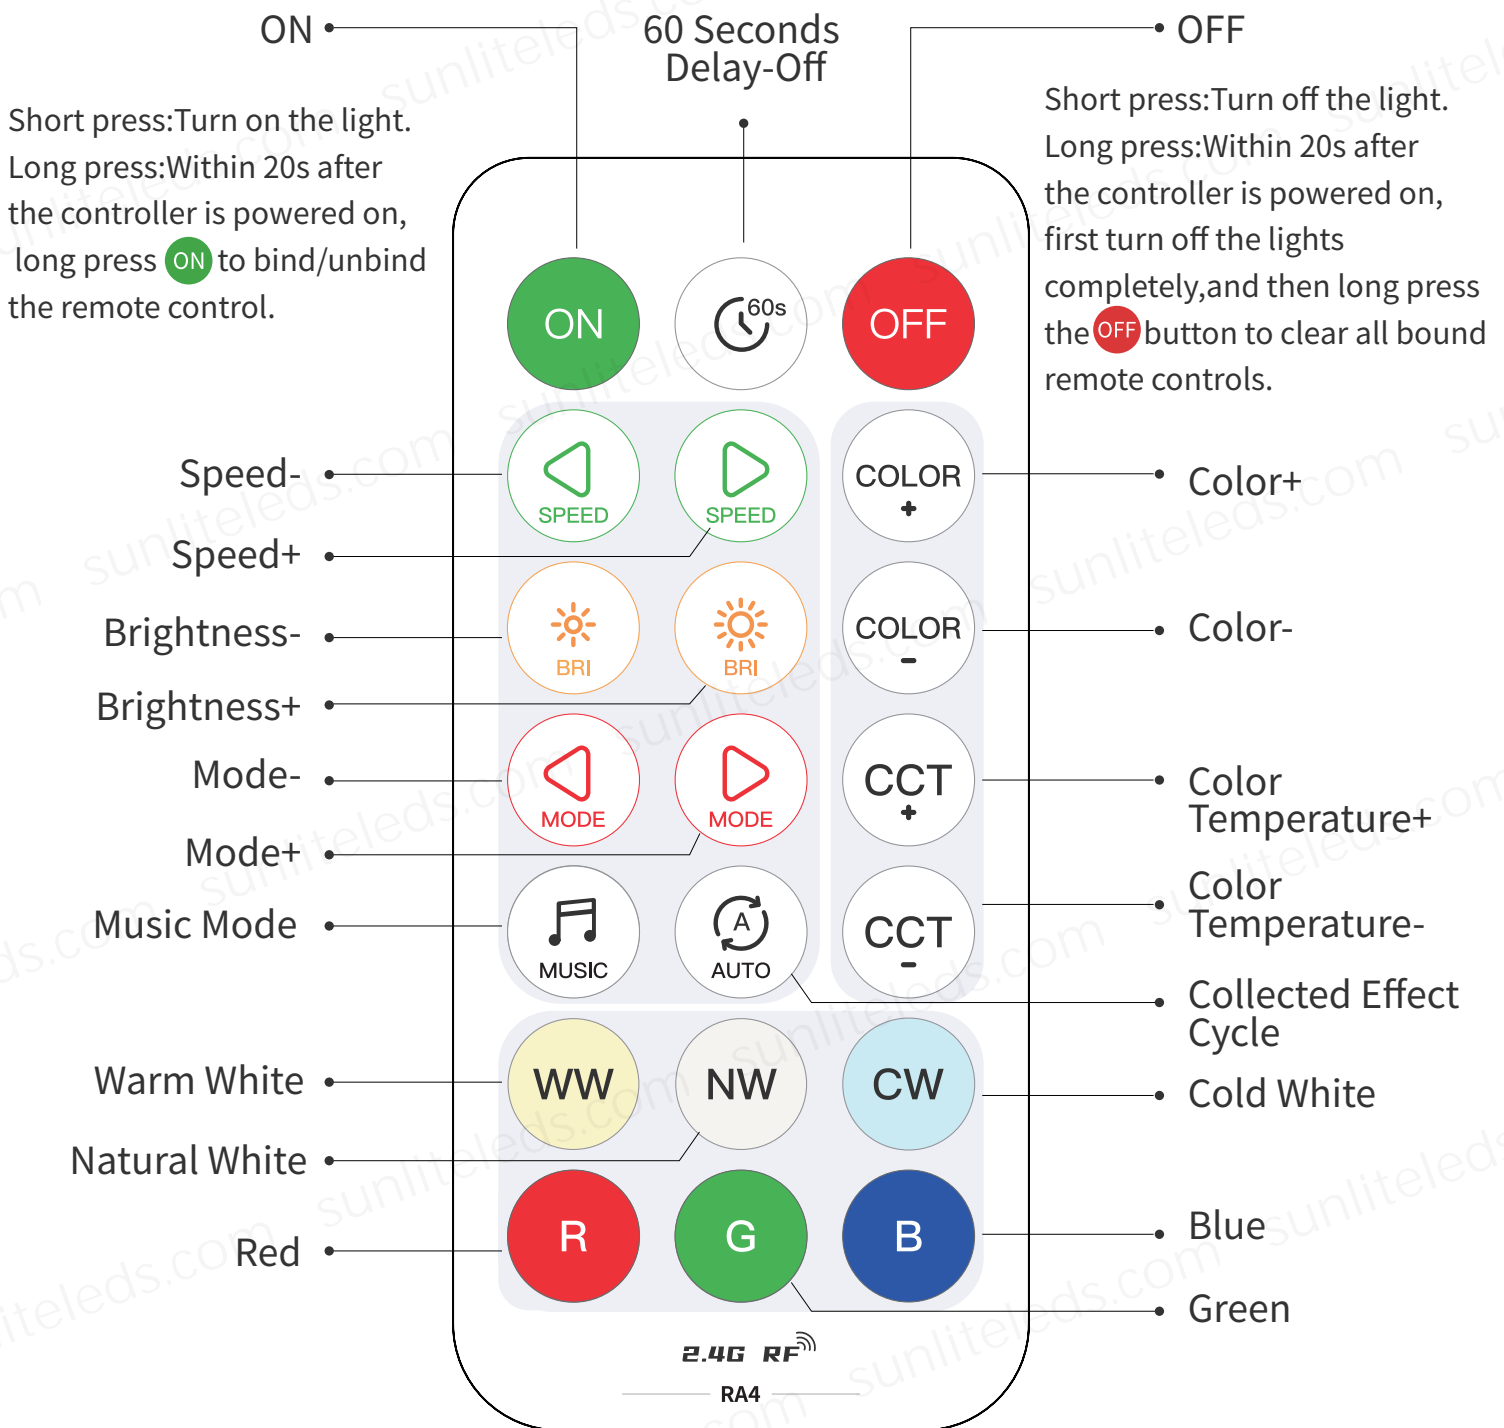 ON
60 Seconds
Delay-Off
OFF
Short press:Turn on the light.
Long press:Within 20s after
the controller is powered on,
long press ON to bind/unbind
the remote control.
Short press:Turn off the light.
Long press:Within 20s after
the controller is powered on,
first turn off the lights
completely,and then long press
the OFF button to clear all bound
remote controls.
ON
60s
OFF
Speed-
Speed+
SPEED
SPEED
COLOR
+
Color+
Brightness-
Brightness+
BRI
BRI
COLOR
-
Color-
Mode-
Mode+
MODE
MODE
CCT
+
Color
Temperature+
Music Mode
MUSIC
A
AUTO
CCT
-
Color
Temperature-
Collected Effect
Cycle
Warm White
Natural White
WW
NW
CW
Cold White
Red
R
G
B
Blue
Green
2.4G RF
RA4
sunliteleds.com